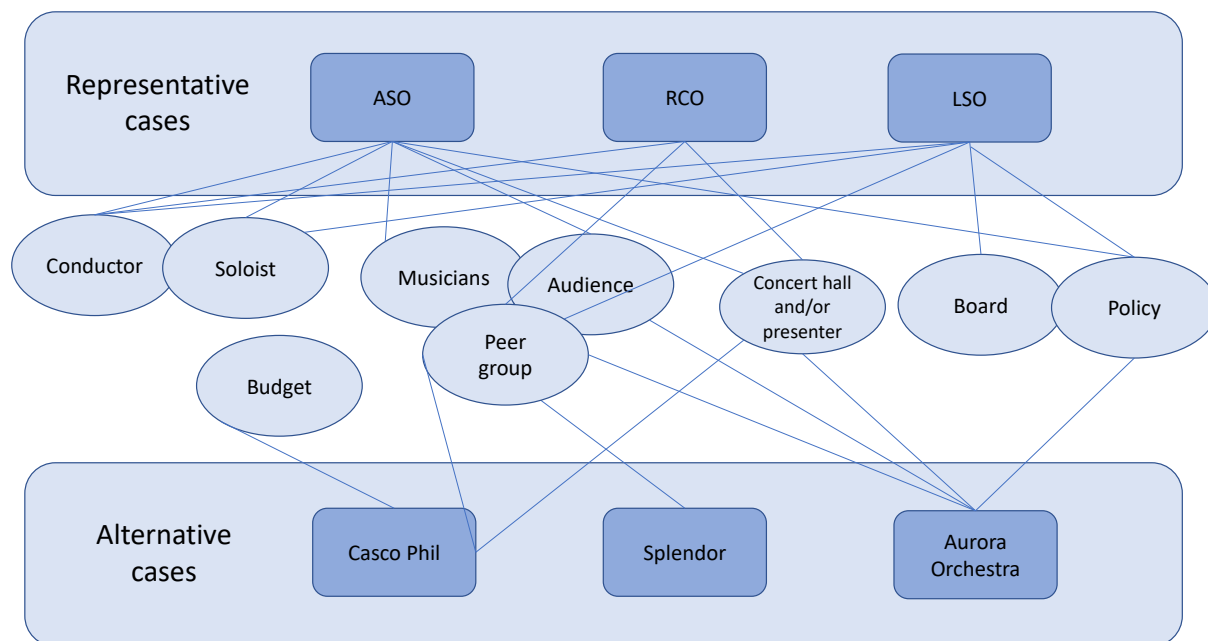 Representative
cases
ASO
RCO
LSO
Conductor
Soloist
Musicians
Audience
Concert hall
and/or
presenter
Board
Policy
Peer
group
Budget
Alternative
cases
Casco Phil
Splendor
Aurora
Orchestra